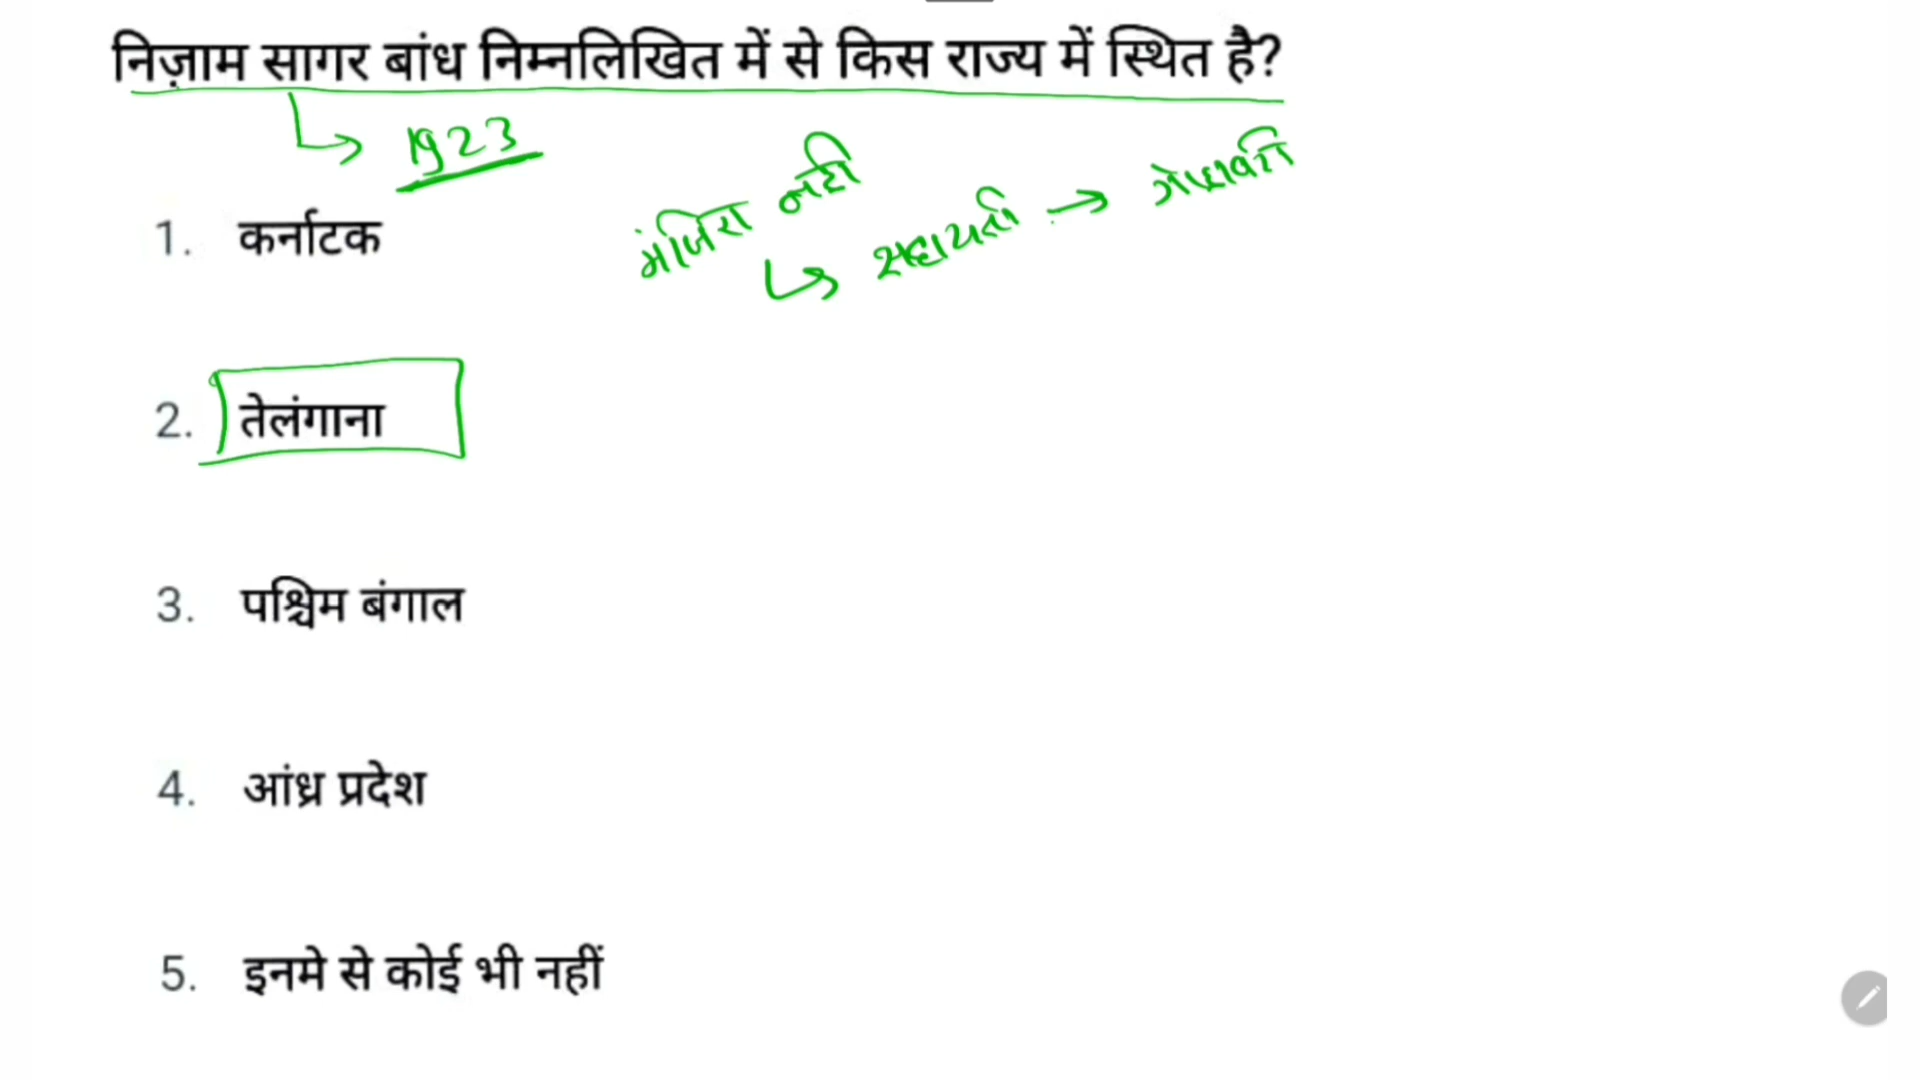 निज़ाम सागर बांध निम्नलिखित में से किस राज्य में स्थित है?
1923
मंजिरा नदी
सहायक → गोदावरी
1. कर्नाटक
2. तेलंगाना
3. पश्चिम बंगाल
4. आंध्र प्रदेश
5. इनमे से कोई भी नहीं